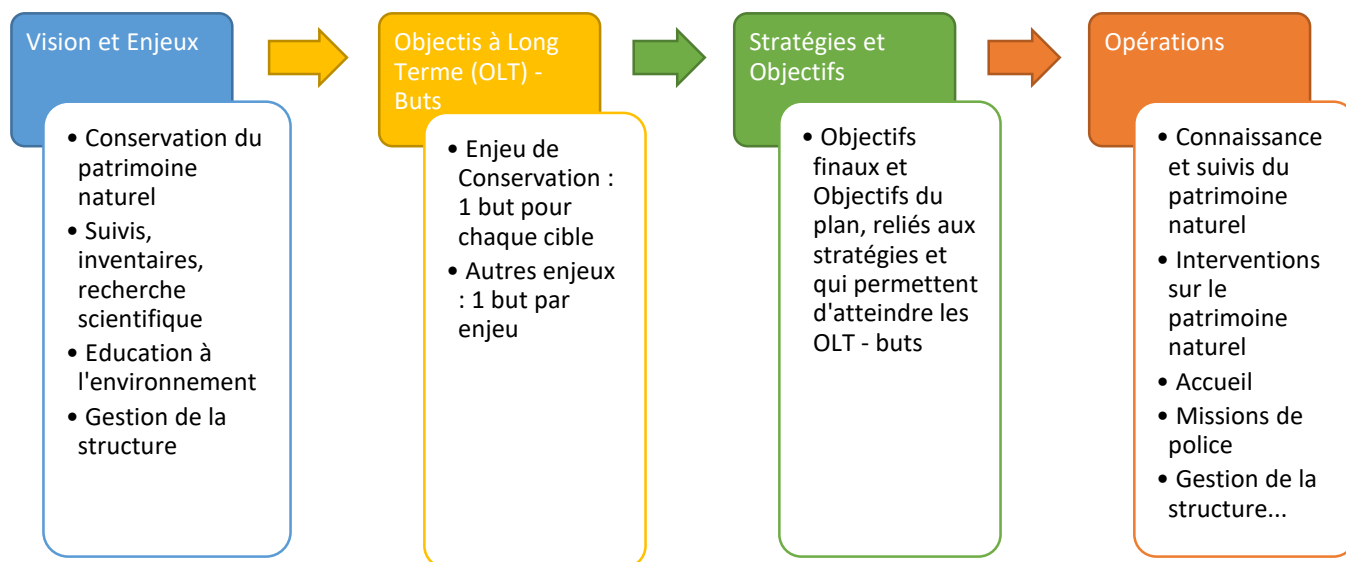 Vision et Enjeux
• Conservation du
patrimoine
naturel
• Suivis,
inventaires,
recherche
scientifique
• Education à
l'environnement
• Gestion de la
structure
Objectis à Long
Terme (OLT) -
Buts
• Enjeu de
Conservation :
1 but pour
chaque cible
• Autres enjeux
: 1 but par
enjeu
Stratégies et
Objectifs
• Objectifs
finaux et
Objectifs du
plan, reliés aux
stratégies et
qui permettent
d'atteindre les
OLT - buts
Opérations
• Connaissance
et suivis du
patrimoine
naturel
• Interventions
sur le
patrimoine
naturel
• Accueil
• Missions de
police
• Gestion de la
structure...